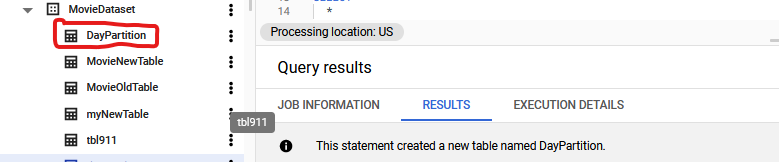 MovieDataset
DayPartition
MovieNewTable
MovieOldTable
myNewTable
tbl911
tbl911
14 *
Processing location: US
Query results
JOB INFORMATION RESULTS EXECUTION DETAILS
This statement created a new table named DayPartition.